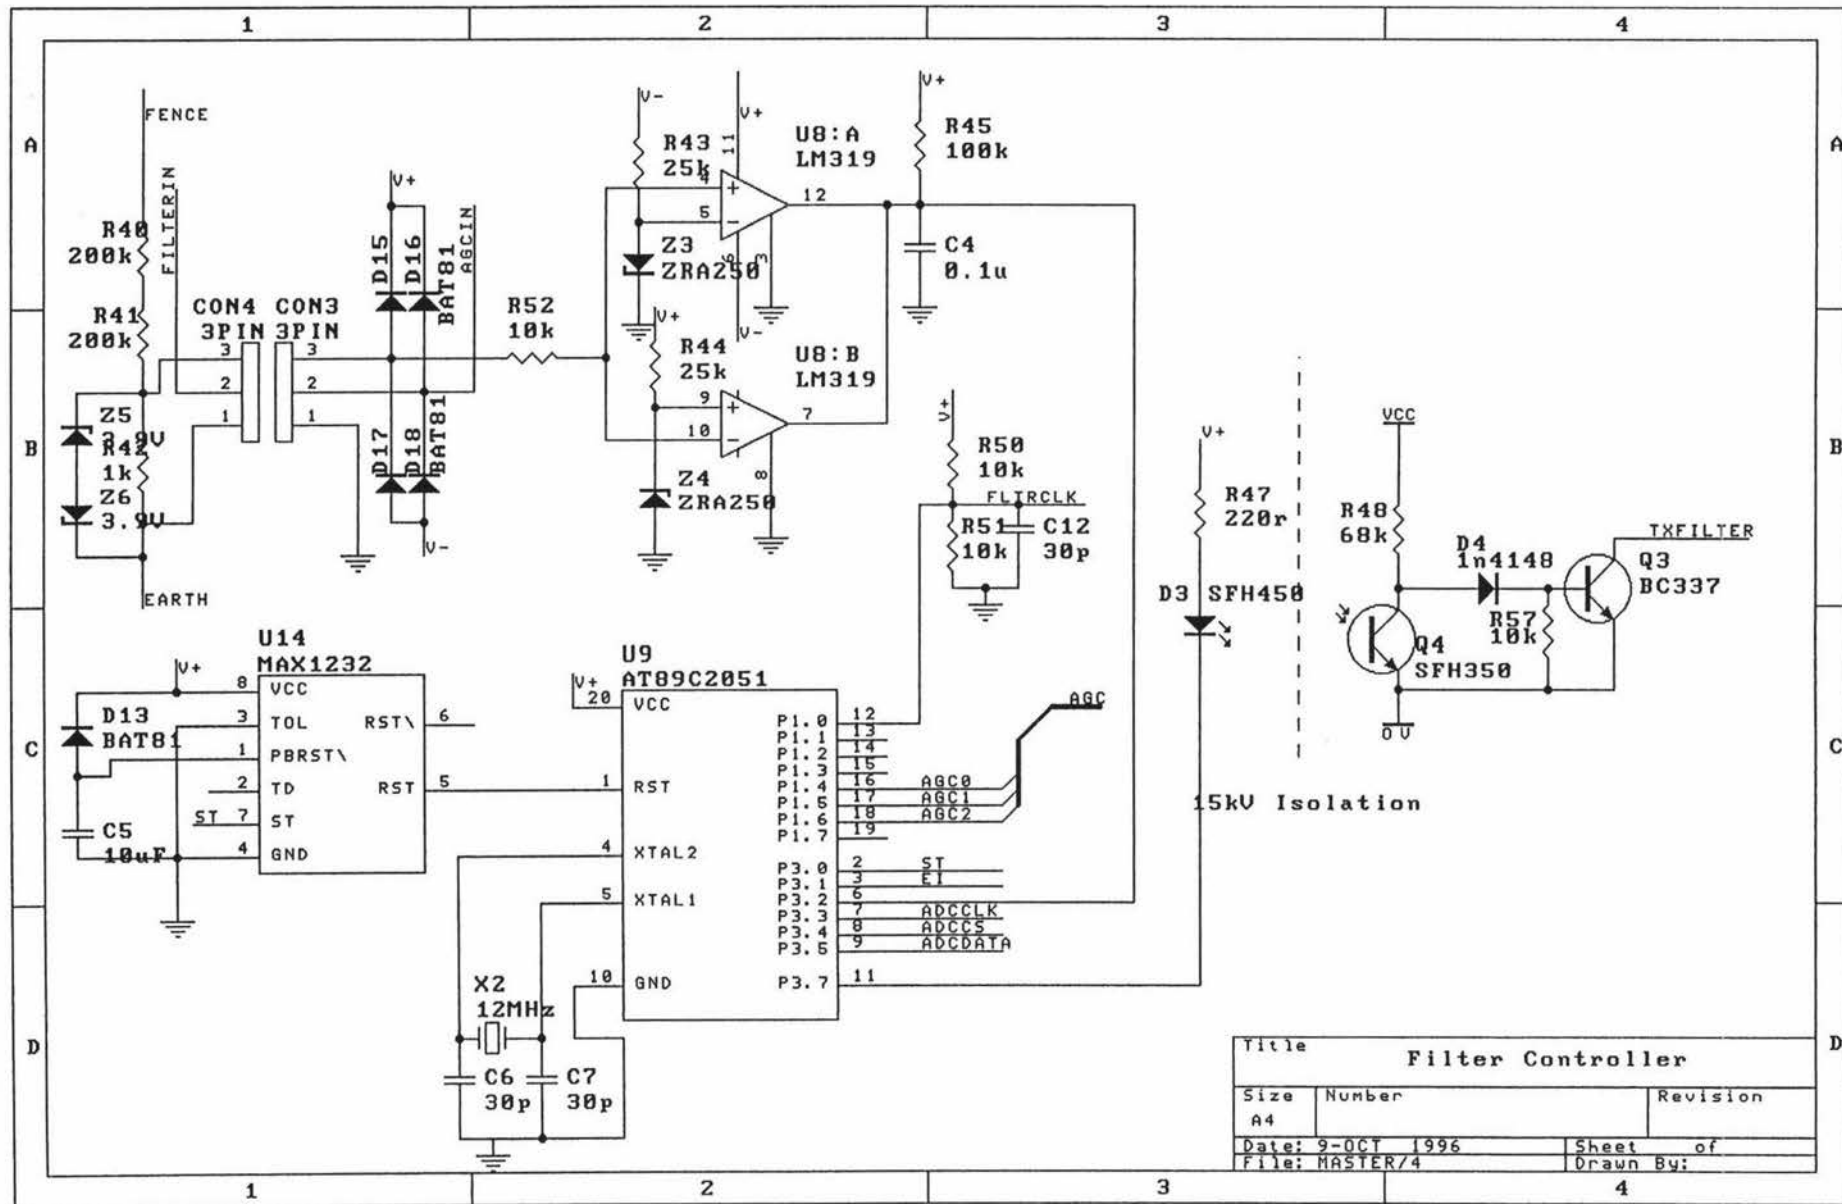 1 2 3 4
A A
B B
C C
D D
1 2 3 4
FENCE
FILTERIN
R40
200k
R41
200k
CON4
3PIN
CON3
3PIN
3
2
1
3
2
1
Z5
3.9V
R42
1k
Z6
3.9V
EARTH
V+
D15
D16
BAT81
AGCIN
D17
D18
BAT81
V-
R52
10k
V-
R43
25k
V+
11
4
5
12
6
3
V-
U8:A
LM319
Z3
ZRA250
V+
R44
25k
9
10
7
8
U8:B
LM319
Z4
ZRA250
V+
R45
100k
C4
0.1u
V+
R50
10k
FLTRCLK
R51
10k
C12
30p
V+
R47
220r
D3 SFH450
15kV Isolation
VCC
R48
68k
D4
1n4148
R57
10k
Q4
SFH350
0V
TXFILTER
Q3
BC337
U14
MAX1232
V+
8 VCC
3 TOL
1 PBRST\
2 TD
ST 7 ST
4 GND
RST\ 6
RST 5
D13
BAT81
C5
10uF
U9
AT89C2051
V+
20 VCC
1 RST
4 XTAL2
5 XTAL1
10 GND
P1.0 12
P1.1 13
P1.2 14
P1.3 15
P1.4 16 AGC0
P1.5 17 AGC1
P1.6 18 AGC2
P1.7 19
AGC
P3.0 2 ST
P3.1 3 EI
P3.2 6
P3.3 7 ADCCLK
P3.4 8 ADCCS
P3.5 9 ADCDATA
P3.7 11
X2
12MHz
C6
30p
C7
30p
Title
Filter Controller
Size Number Revision
A4
Date: 9-OCT 1996 Sheet of
File: MASTER/4 Drawn By: